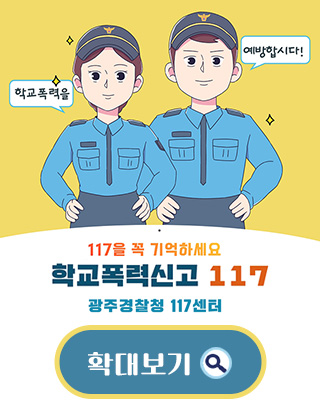 학교폭력을
예방합시다!
117을 꼭 기억하세요
학교폭력신고 117
광주경찰청 117센터
확대보기